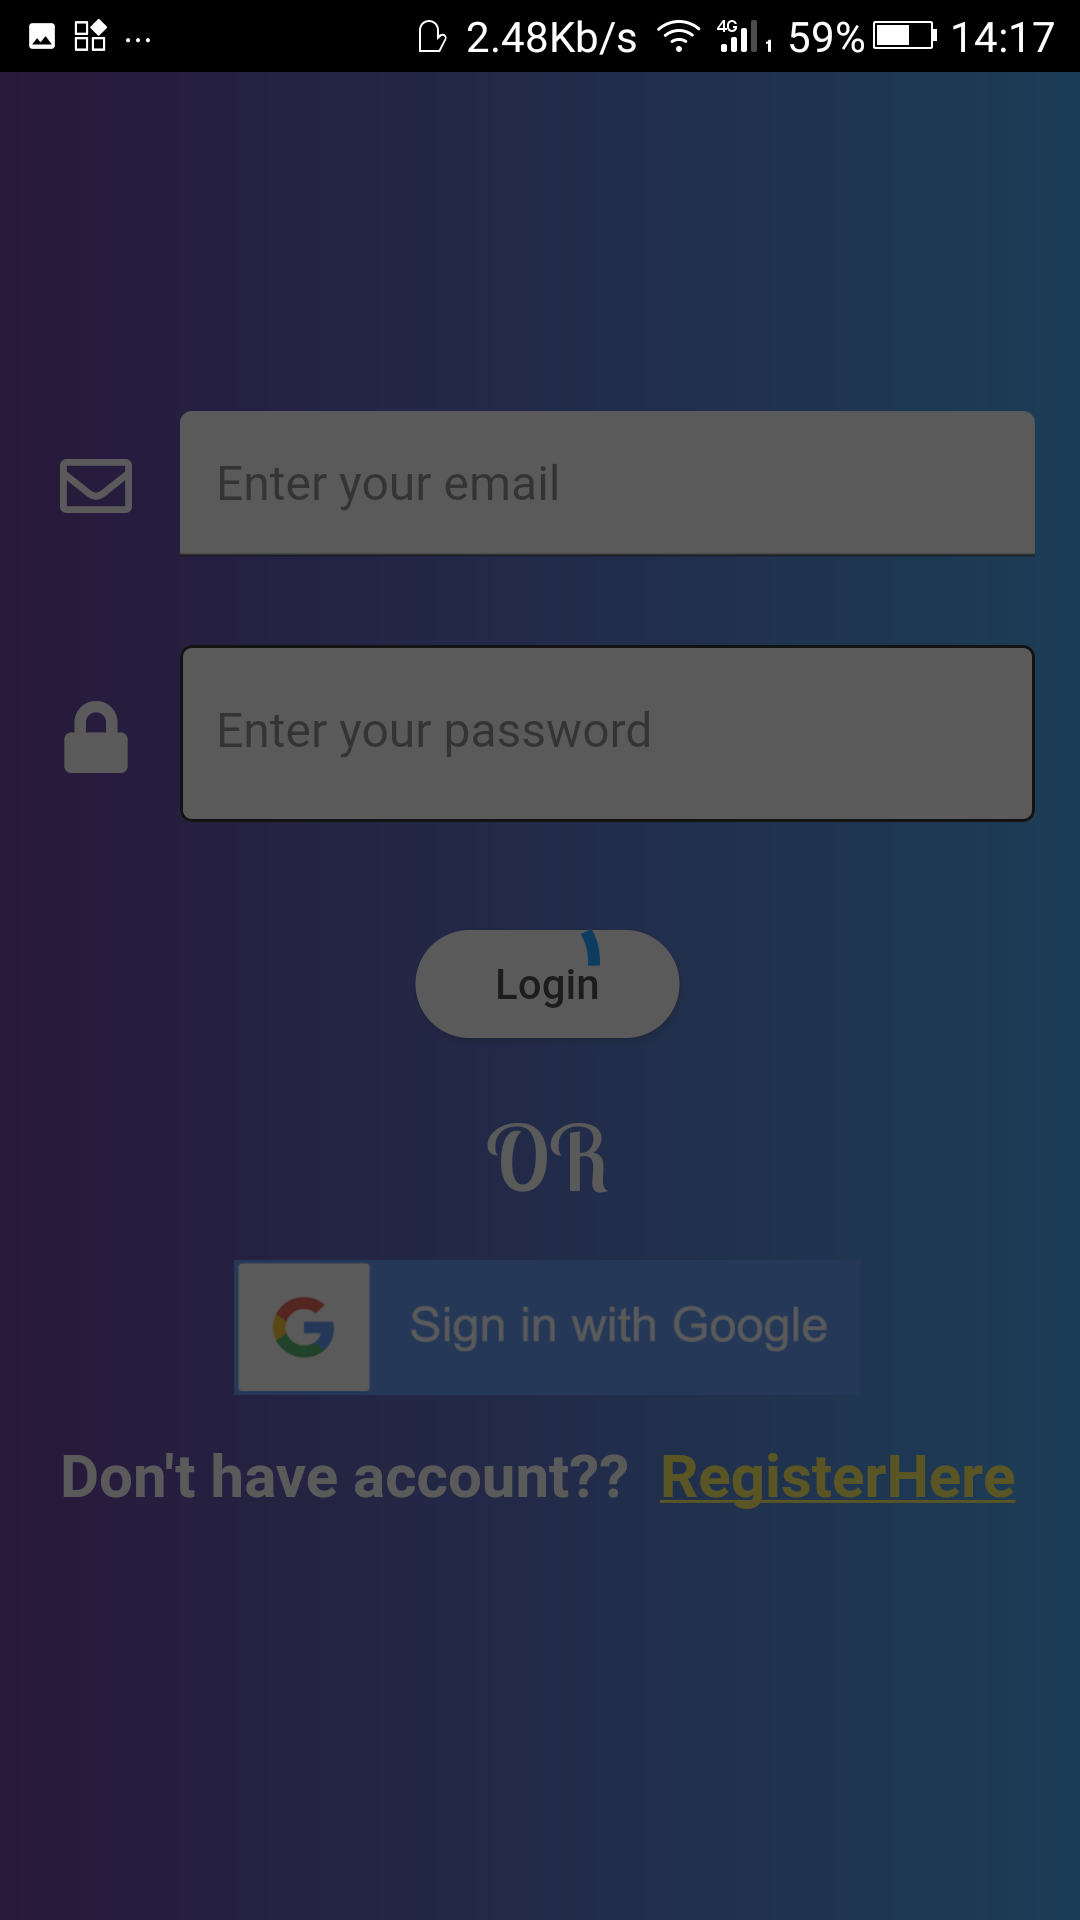 ... 2.48Kb/s 4G 1 59% 14:17
Enter your email
Enter your password
Login
OR
G Sign in with Google
Don't have account?? RegisterHere